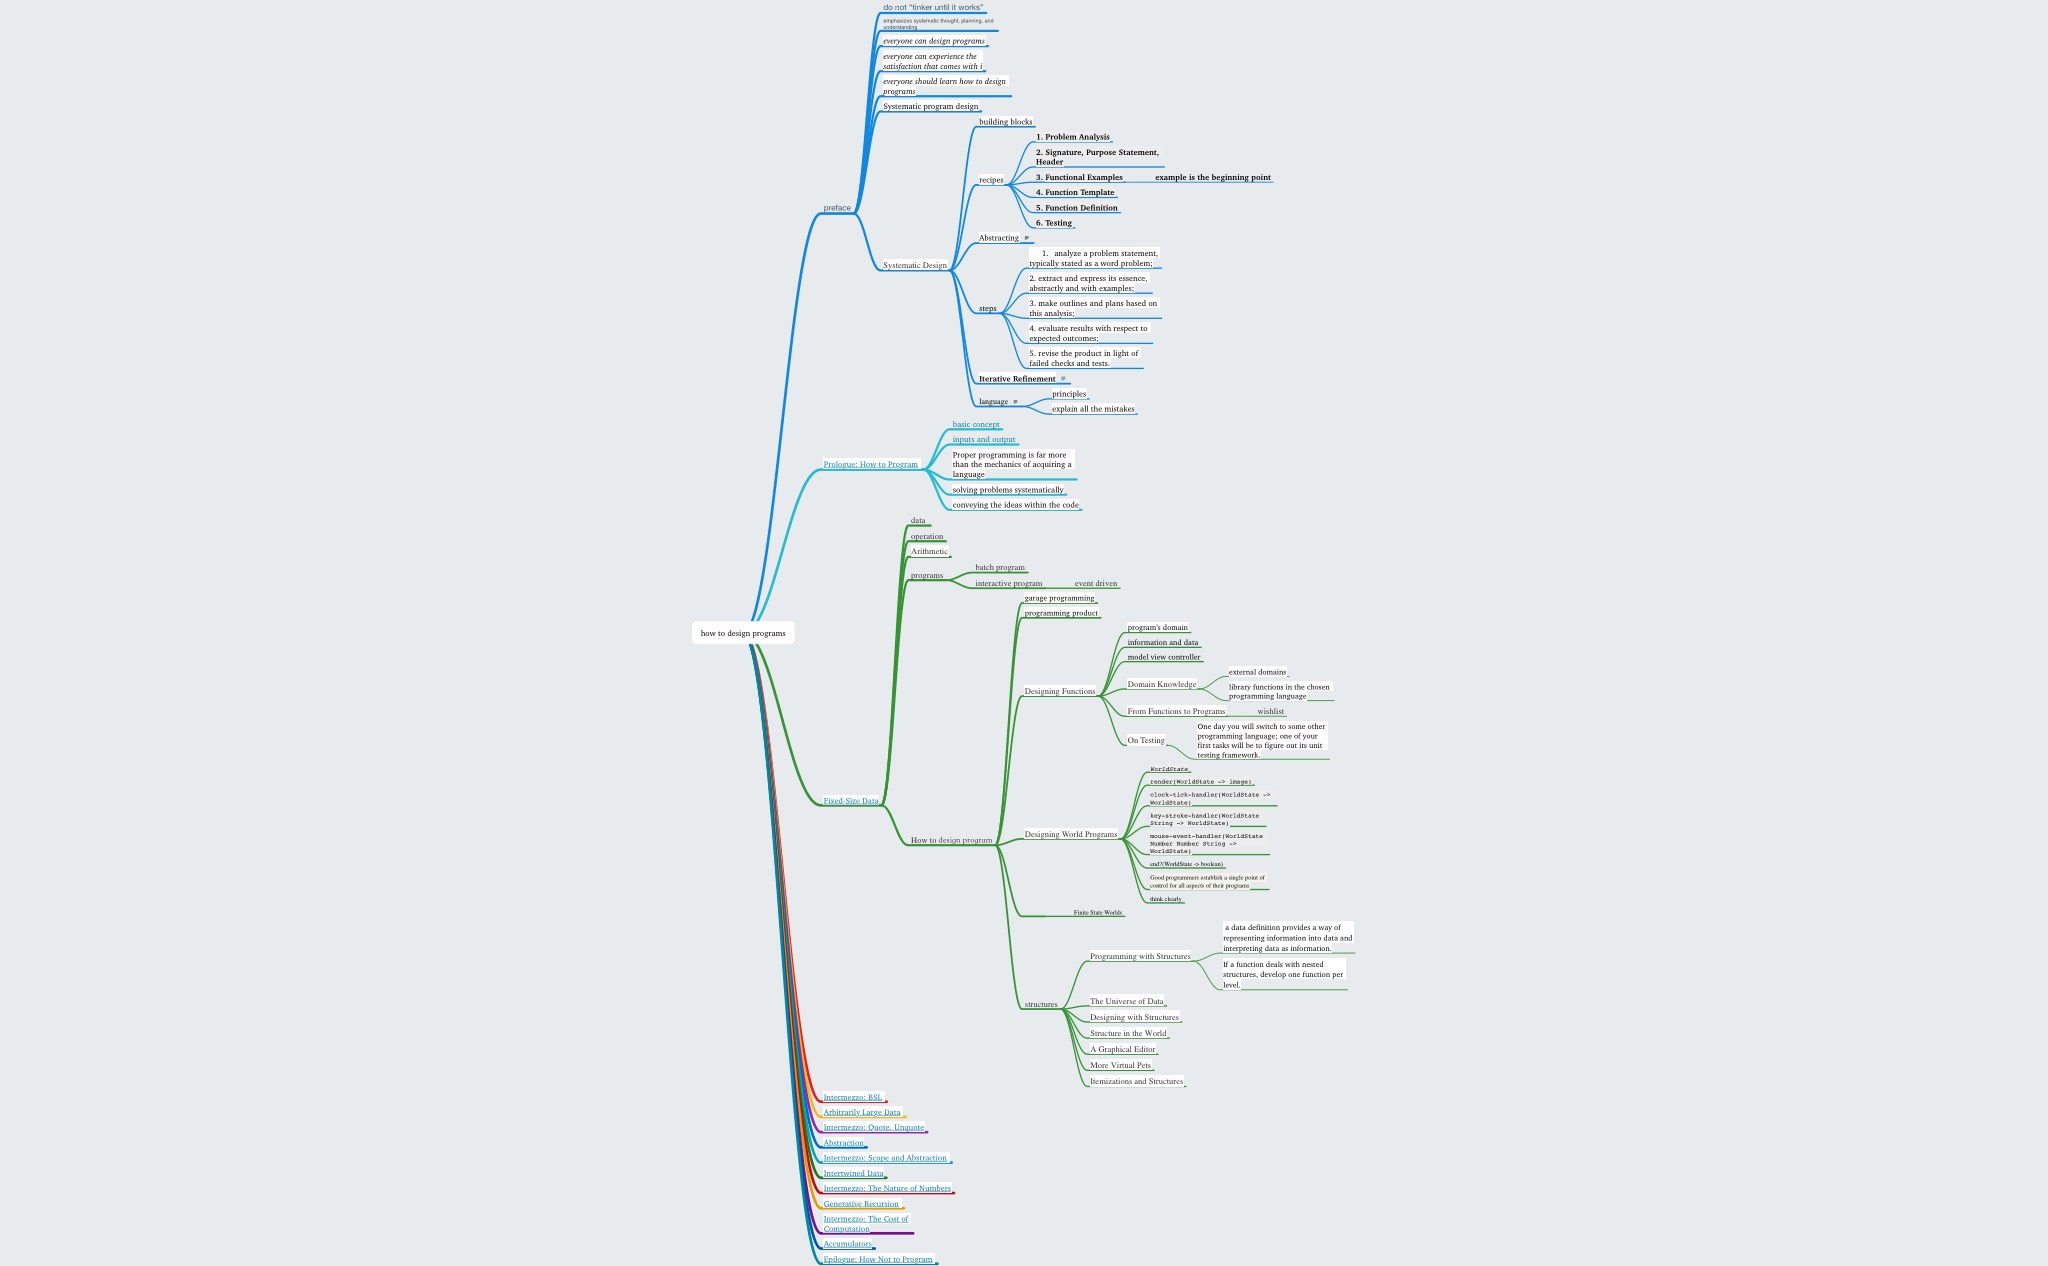 do not “tinker until it works”
emphasizes systematic thought, planning, and
understanding
everyone can design programs
everyone can experience the
satisfaction that comes with i
everyone should learn how to design
programs
Systematic program design
preface
Systematic Design
building blocks
recipes
1. Problem Analysis
2. Signature, Purpose Statement,
Header
3. Functional Examples
example is the beginning point
4. Function Template
5. Function Definition
6. Testing
Abstracting
steps
1. analyze a problem statement,
typically stated as a word problem;
2. extract and express its essence,
abstractly and with examples;
3. make outlines and plans based on
this analysis;
4. evaluate results with respect to
expected outcomes;
5. revise the product in light of
failed checks and tests.
Iterative Refinement
language
principles
explain all the mistakes
Prologue: How to Program
basic concept
inputs and output
Proper programming is far more
than the mechanics of acquiring a
language
solving problems systematically
conveying the ideas within the code
how to design programs
Fixed-Size Data
data
operation
Arithmetic
programs
batch program
interactive program
event driven
How to design program
garage programming
programming product
Designing Functions
program's domain
information and data
model view controller
Domain Knowledge
external domains
library functions in the chosen
programming language
From Functions to Programs
wishlist
On Testing
One day you will switch to some other
programming language; one of your
first tasks will be to figure out its unit
testing framework.
Designing World Programs
WorldState
render(WorldState -> image)
clock-tick-handler(WorldState ->
WorldState)
key-stroke-handler(WorldState
String -> WorldState)
mouse-event-handler(WorldState
Number Number String ->
WorldState)
end?(WorldState -> boolean)
Good programmers establish a single point of
control for all aspects of their programs
think clearly
Finite State Worlds
structures
Programming with Structures
a data definition provides a way of
representing information into data and
interpreting data as information.
If a function deals with nested
structures, develop one function per
level.
The Universe of Data
Designing with Structures
Structure in the World
A Graphical Editor
More Virtual Pets
Itemizations and Structures
Intermezzo: BSL
Arbitrarily Large Data
Intermezzo: Quote, Unquote
Abstraction
Intermezzo: Scope and Abstraction
Intertwined Data
Intermezzo: The Nature of Numbers
Generative Recursion
Intermezzo: The Cost of
Computation
Accumulators
Epilogue: How Not to Program